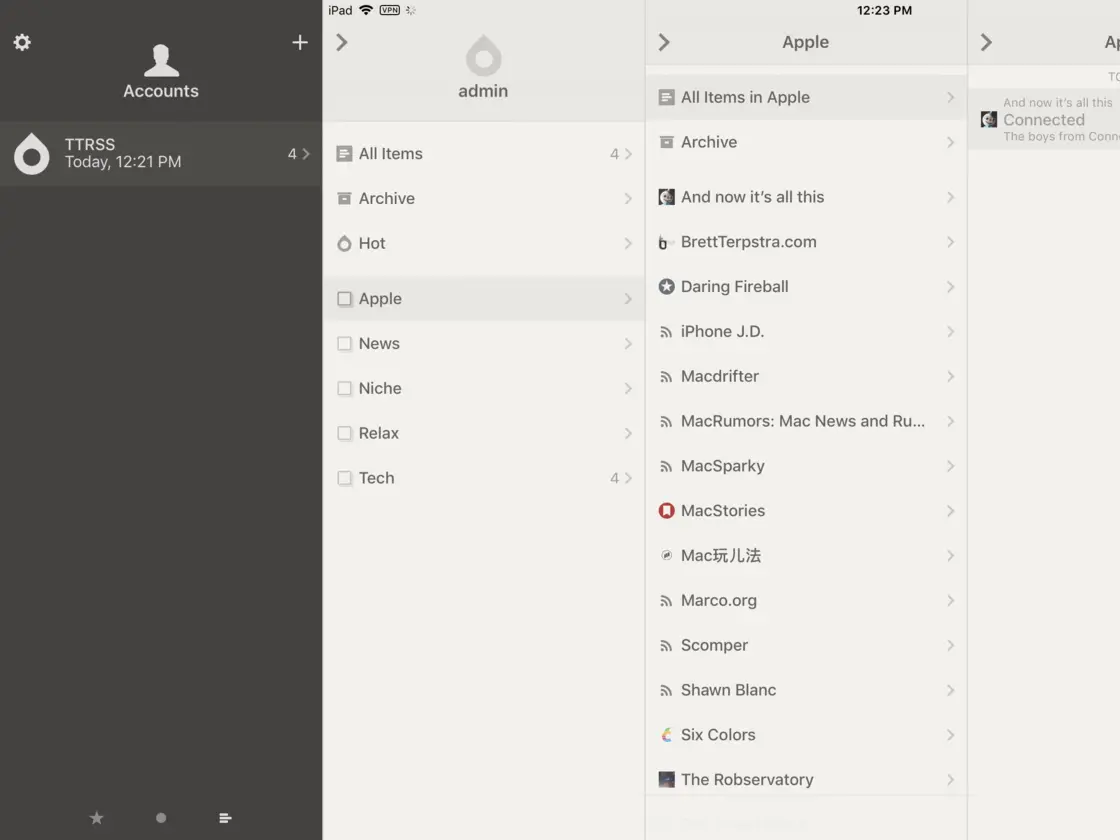 iPad VPN 12:23 PM
Accounts
TTRSS
Today, 12:21 PM
4
admin
All Items 4
Archive
Hot
Apple
News
Niche
Relax
Tech 4
Apple
All Items in Apple
Archive
And now it's all this
BrettTerpstra.com
Daring Fireball
iPhone J.D.
Macdrifter
MacRumors: Mac News and Ru...
MacSparky
MacStories
Mac玩儿法
Marco.org
Scomper
Shawn Blanc
Six Colors
The Robservatory
Ap
TO
And now it's all this
Connected
The boys from Conne